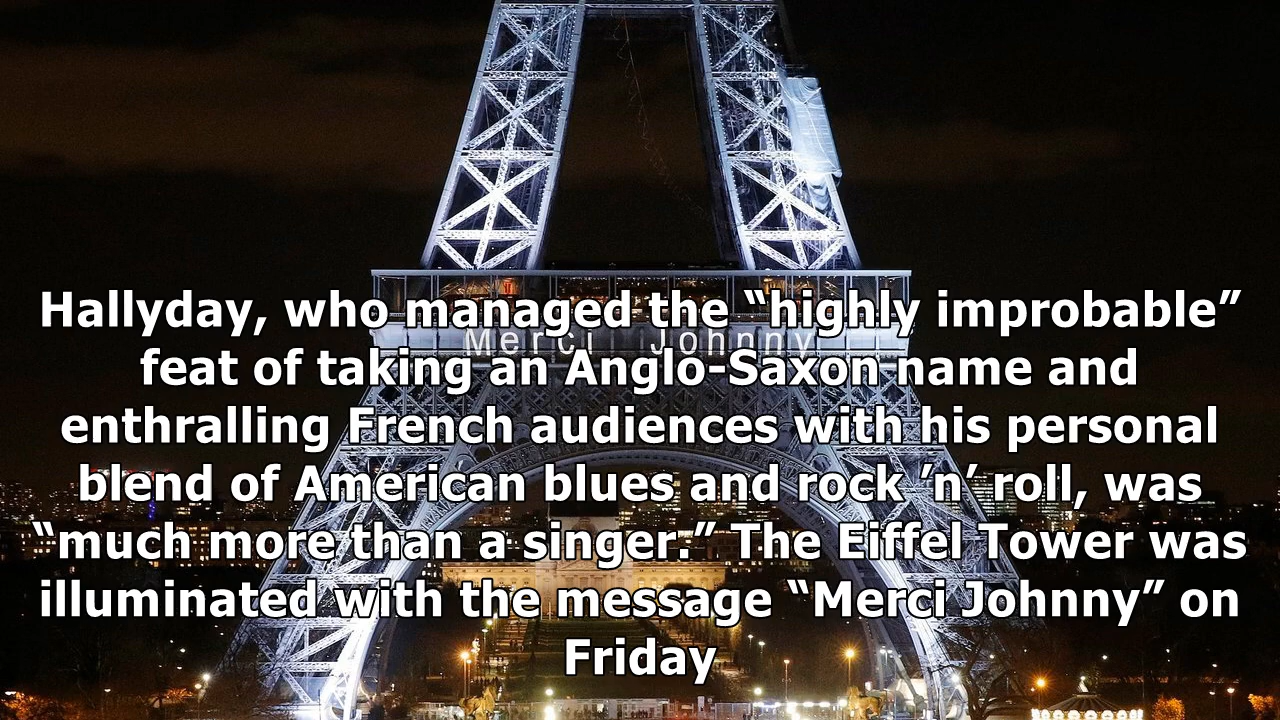 Hallyday, who managed the “highly improbable”
Merci Johnny
feat of taking an Anglo-Saxon name and
enthralling French audiences with his personal
blend of American blues and rock ’n’ roll, was
“much more than a singer.” The Eiffel Tower was
illuminated with the message “Merci Johnny” on
Friday